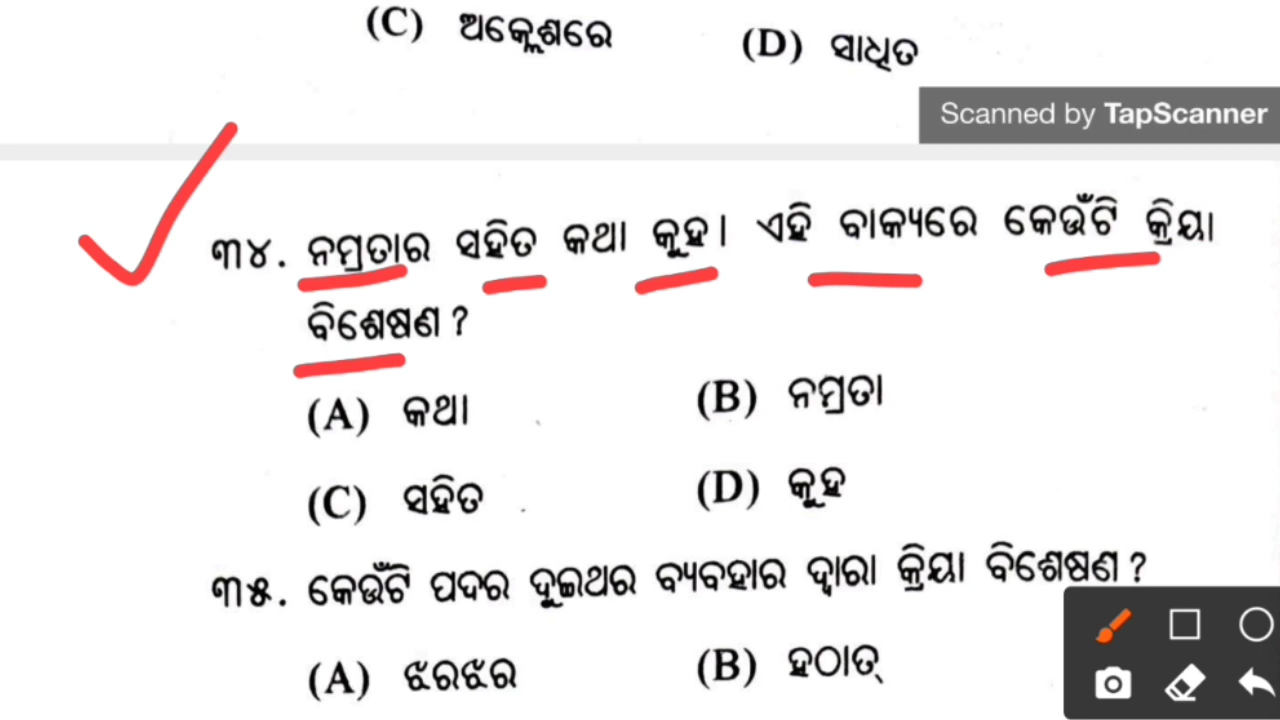 (C) ଅକ୍ଳେଶରେ (D) ସାଧିତ
Scanned by TapScanner
୩୪. ନମ୍ରତାର ସହିତ କଥା କୁହ। ଏହି ବାକ୍ୟରେ କେଉଁଟି କ୍ରିୟା
ବିଶେଷଣ ?
(A) କଥା (B) ନମ୍ରତା
(C) ସହିତ (D) କୁହ
୩୫. କେଉଁଟି ପଦର ଦୁଇଥର ବ୍ୟବହାର ଦ୍ୱାରା କ୍ରିୟା ବିଶେଷଣ ?
(A) ଝରଝର (B) ହଠାତ୍